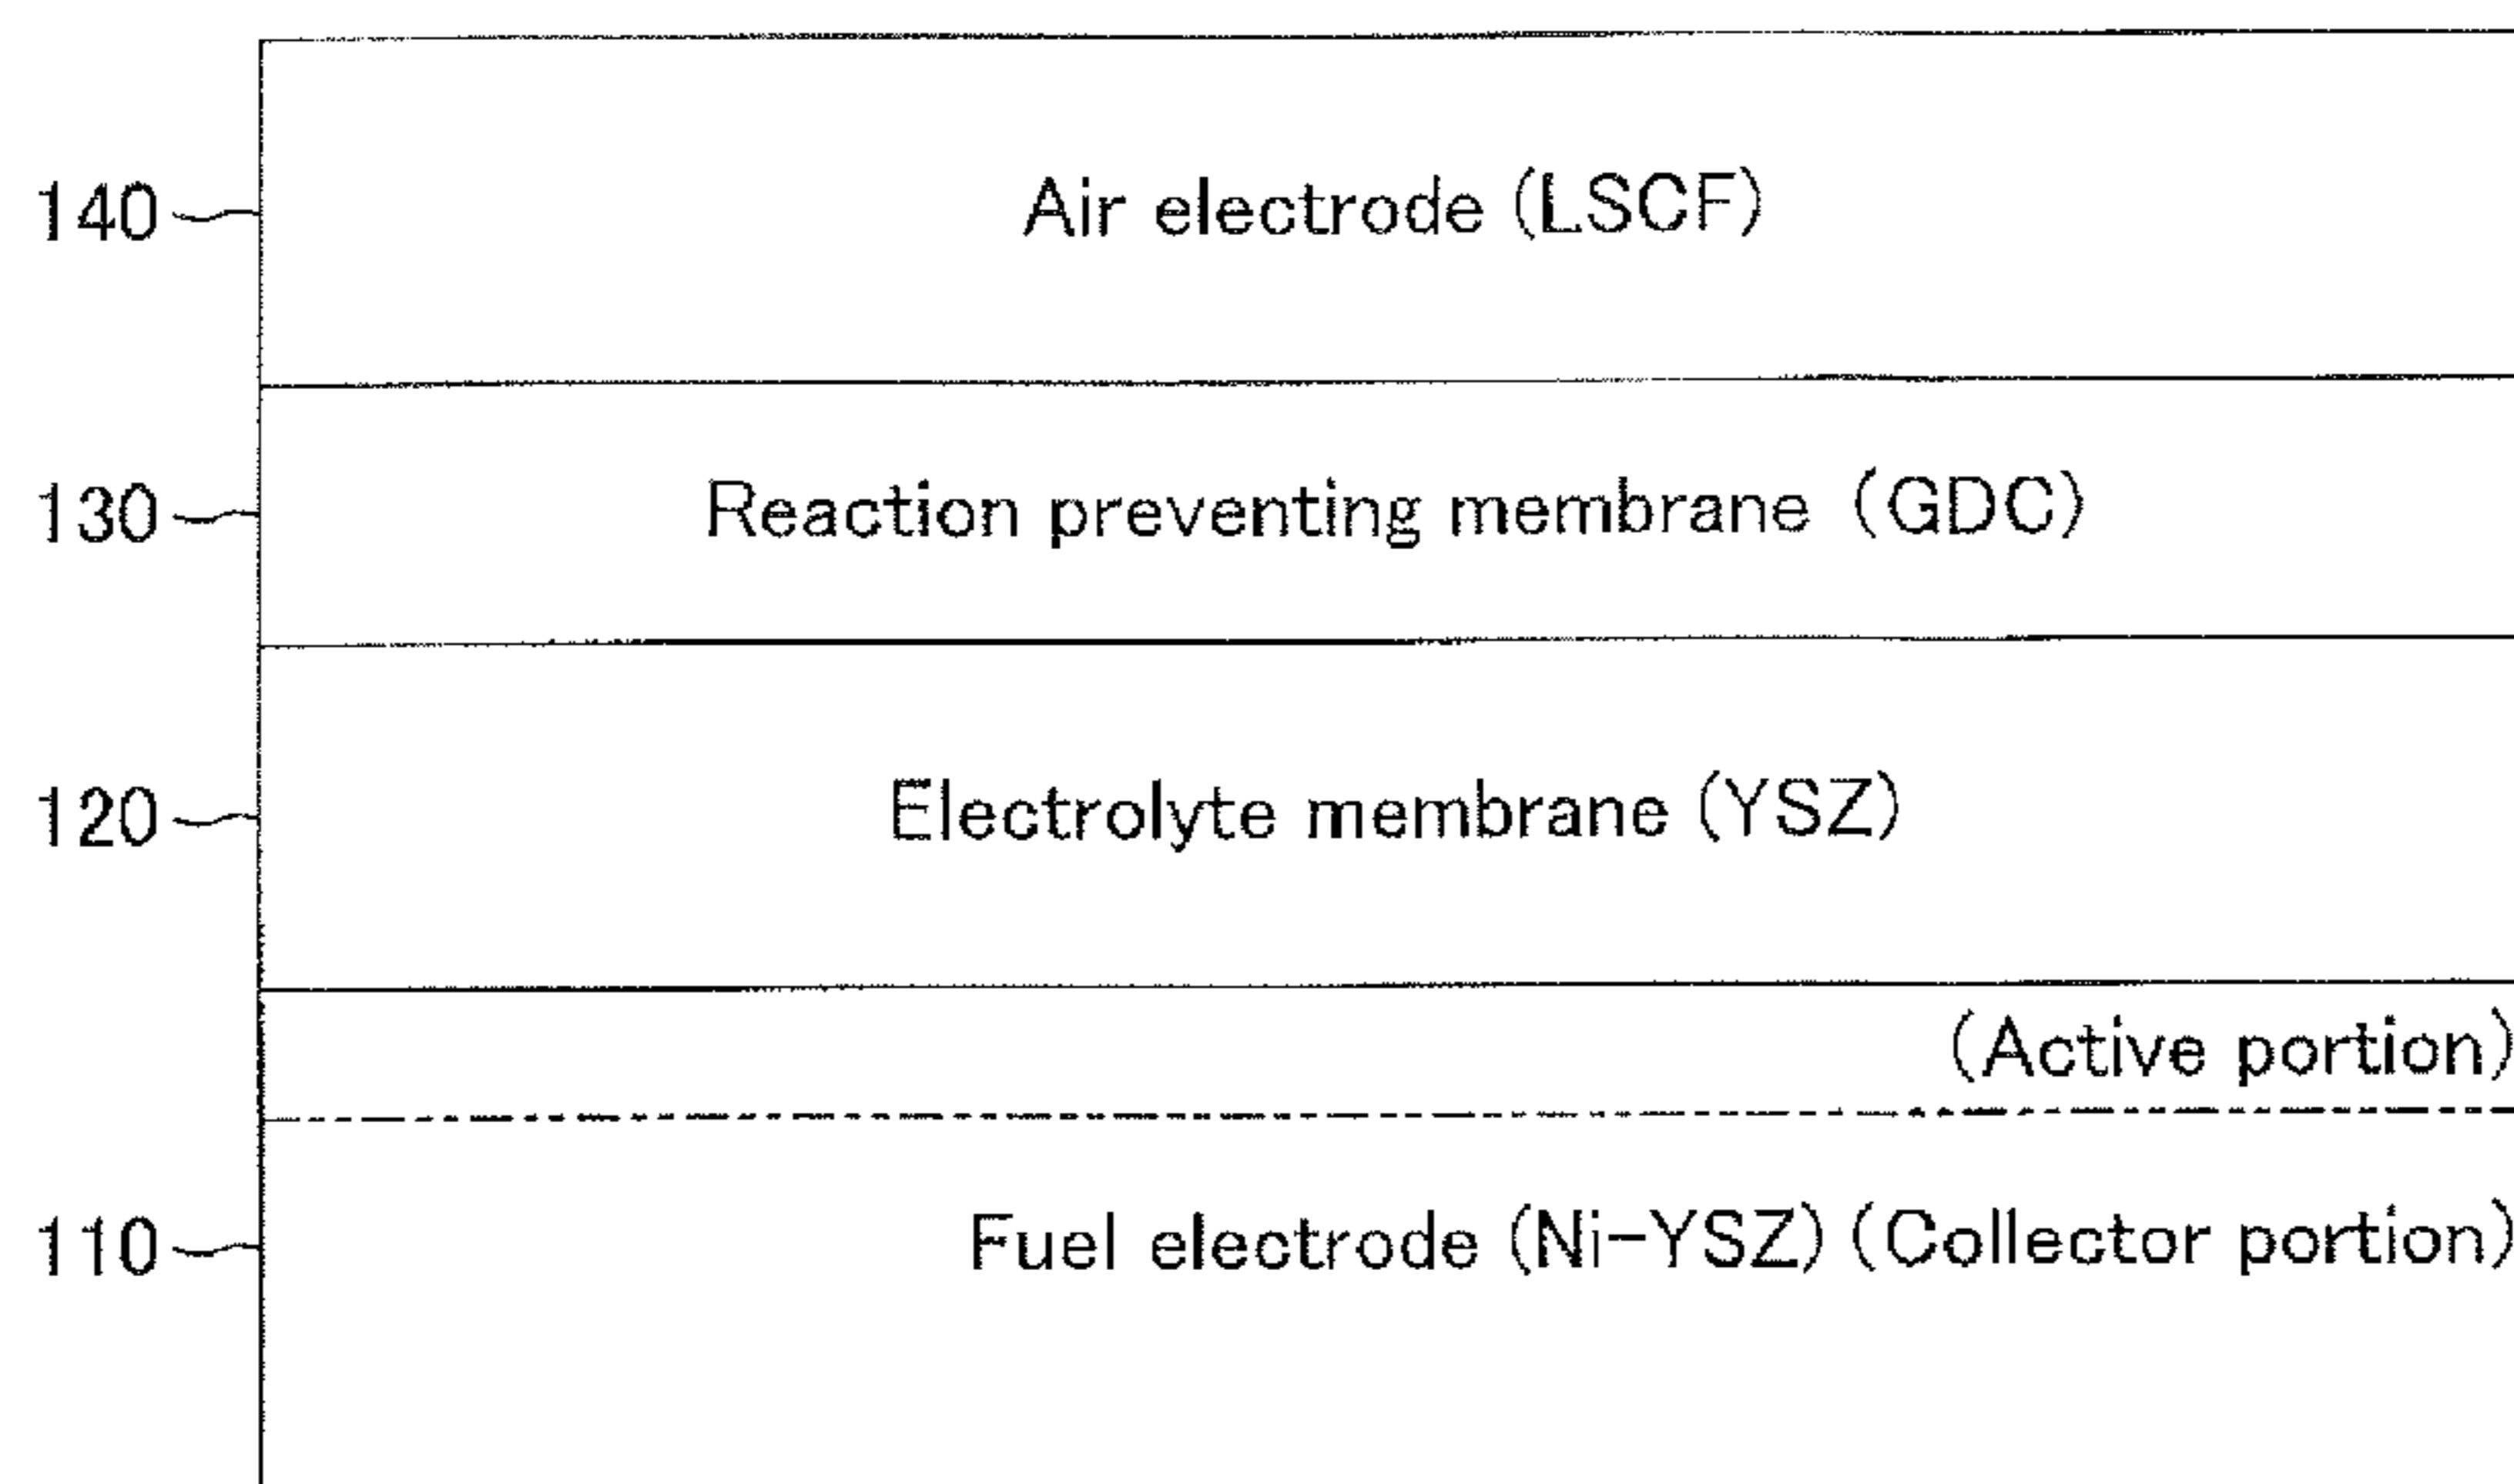 140 Air electrode (LSCF)
130 Reaction preventing membrane (GDC)
120 Electrolyte membrane (YSZ)
(Active portion)
110 Fuel electrode (Ni-YSZ) (Collector portion)